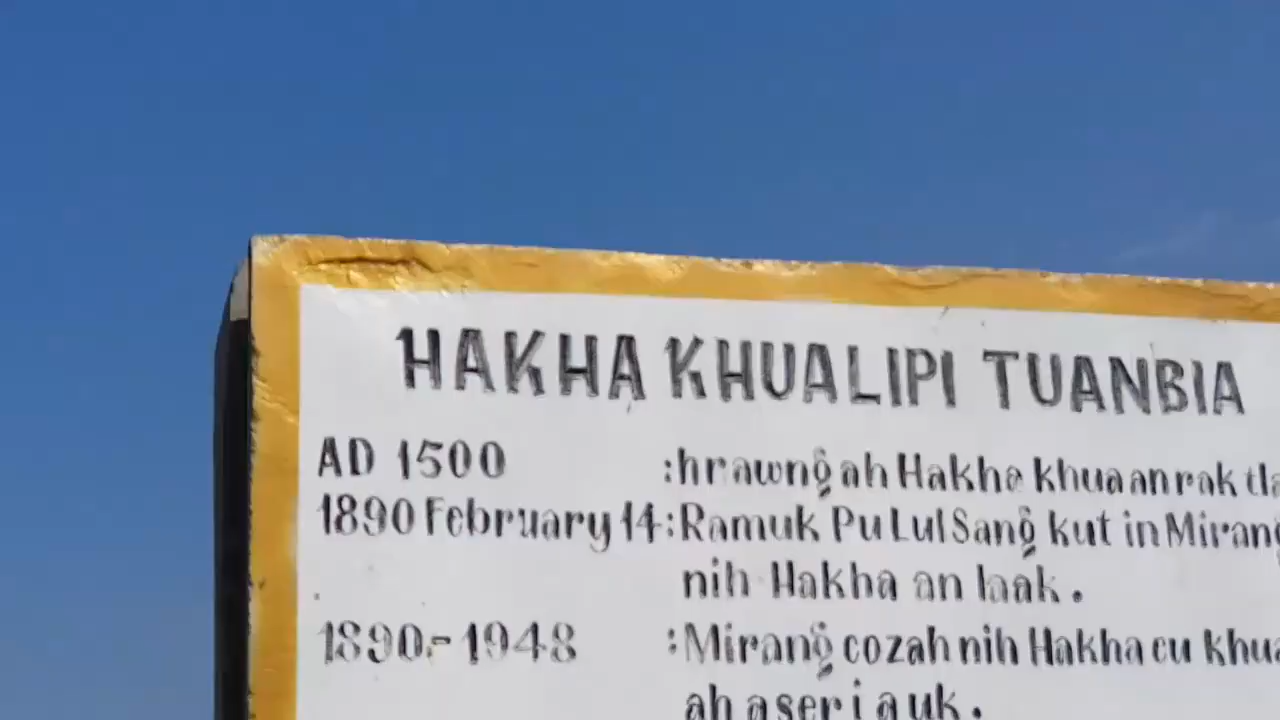 HAKHA KHUALIPI TUANBIA
AD 1500 :hrawng ah Hakha khua an rak
1890 February 14:Ramuk Pu Lul Sang kut in Mirang
nih Hakha an laak.
1890-1948 :Mirang cozah nih Hakha cu
ah a ser i a uk.